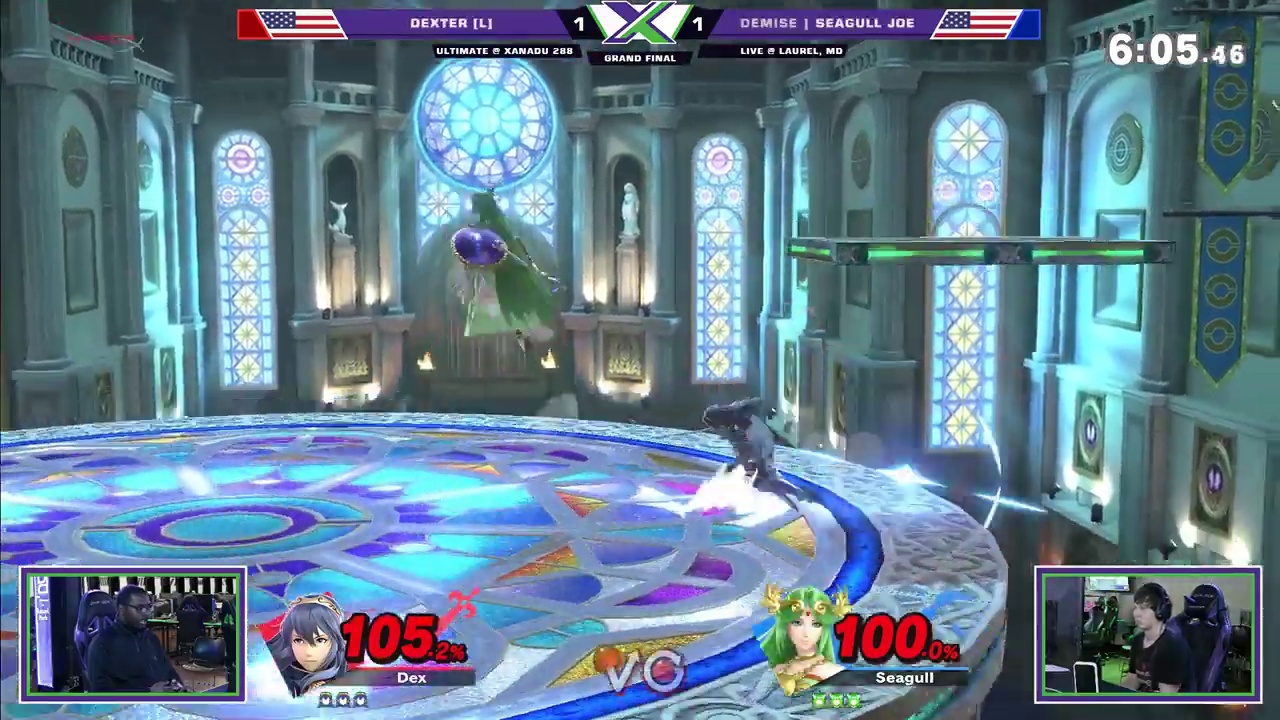 DEXTER [L]
1
1
DEMISE | SEAGULL JOE
ULTIMATE @ XANADU 288
GRAND FINAL
LIVE @ LAUREL, MD
6:05.46
105.2%
Dex
100.0%
Seagull